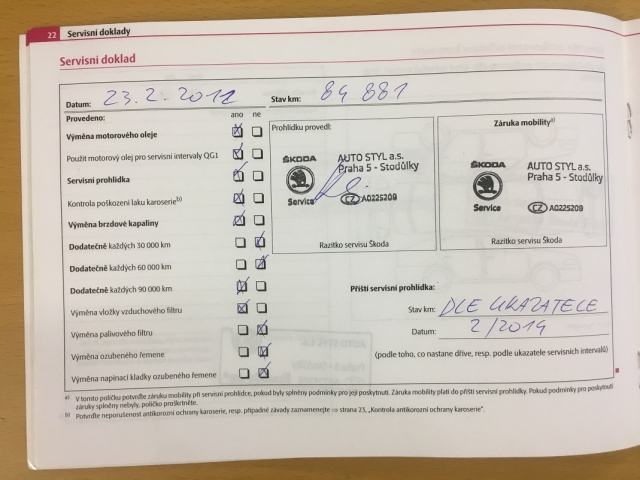 22 Servisní doklady
Servisní doklad
Datum: 23.2.2012 Stav km: 84 881
Provedeno: ano ne
Výměna motorového oleje
Použit motorový olej pro servisní intervaly QG1
Servisní prohlídka
Kontrola poškození laku karoserie b)
Výměna brzdové kapaliny
Dodatečně každých 30 000 km
Dodatečně každých 60 000 km
Dodatečně každých 90 000 km
Výměna vložky vzduchového filtru
Výměna palivového filtru
Výměna ozubeného řemene
Výměna napínací kladky ozubeného řemene
Prohlídku provedl:
ŠKODA AUTO STYL a.s.
Praha 5 - Stodůlky
Service CZ A0225209
Razítko servisu Škoda
Záruka mobility a)
ŠKODA AUTO STYL a.s.
Praha 5 - Stodůlky
Service CZ A0225209
Razítko servisu Škoda
Příští servisní prohlídka:
Stav km: DLE UKAZATELE
Datum: 2/2014
(podle toho, co nastane dříve, resp. podle ukazatele servisních intervalů)
a) V tomto políčku potvrďte záruku mobility při servisní prohlídce, pokud byly splněny podmínky pro její poskytnutí. Záruka mobility platí do příští servisní prohlídky. Pokud podmínky pro poskytnutí
záruky splněny nebyly, políčko proškrtněte.
b) Potvrďte neporušenost antikorozní ochrany karoserie, resp. případné závady zaznamenejte ⇒ strana 23, „Kontrola antikorozní ochrany karoserie“.